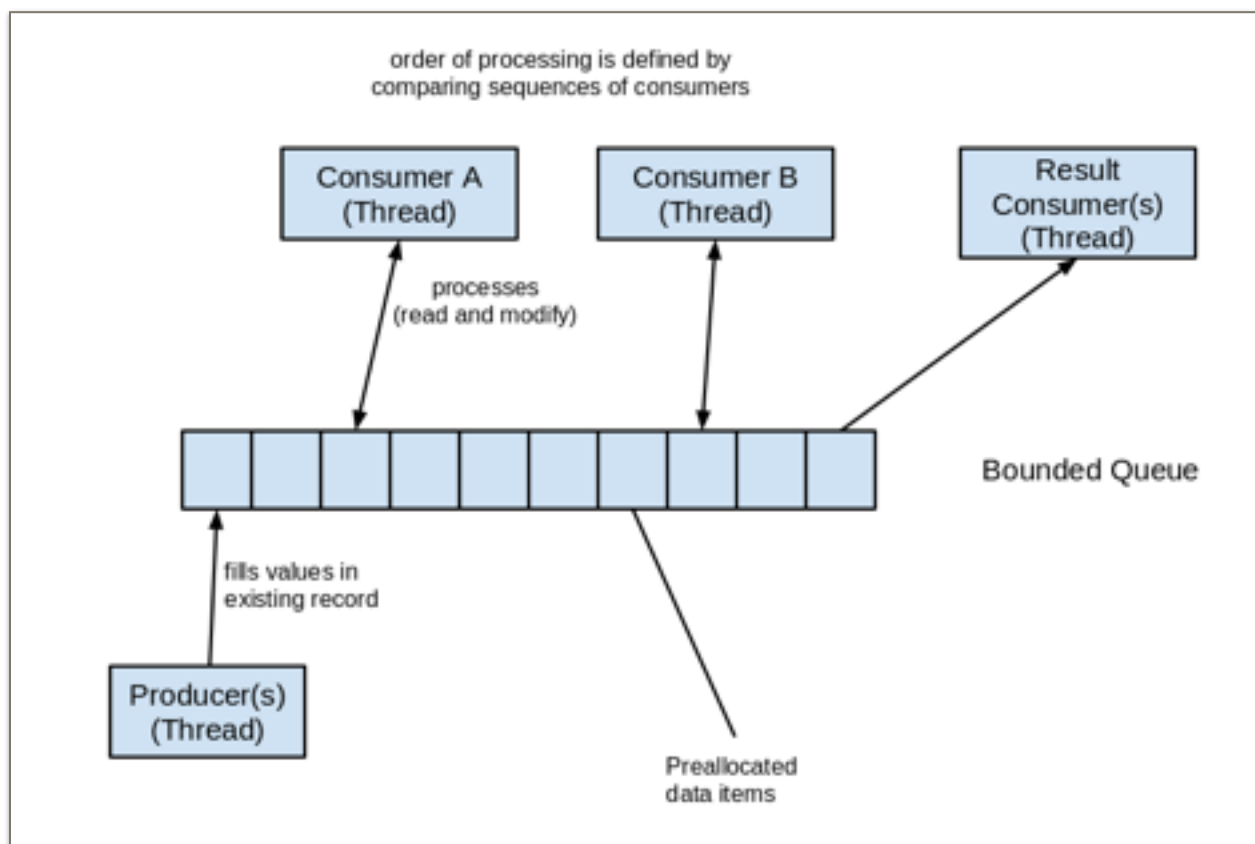 order of processing is defined by
comparing sequences of consumers
Consumer A
(Thread)
Consumer B
(Thread)
Result
Consumer(s)
(Thread)
processes
(read and modify)
Bounded Queue
fills values in
existing record
Producer(s)
(Thread)
Preallocated
data items